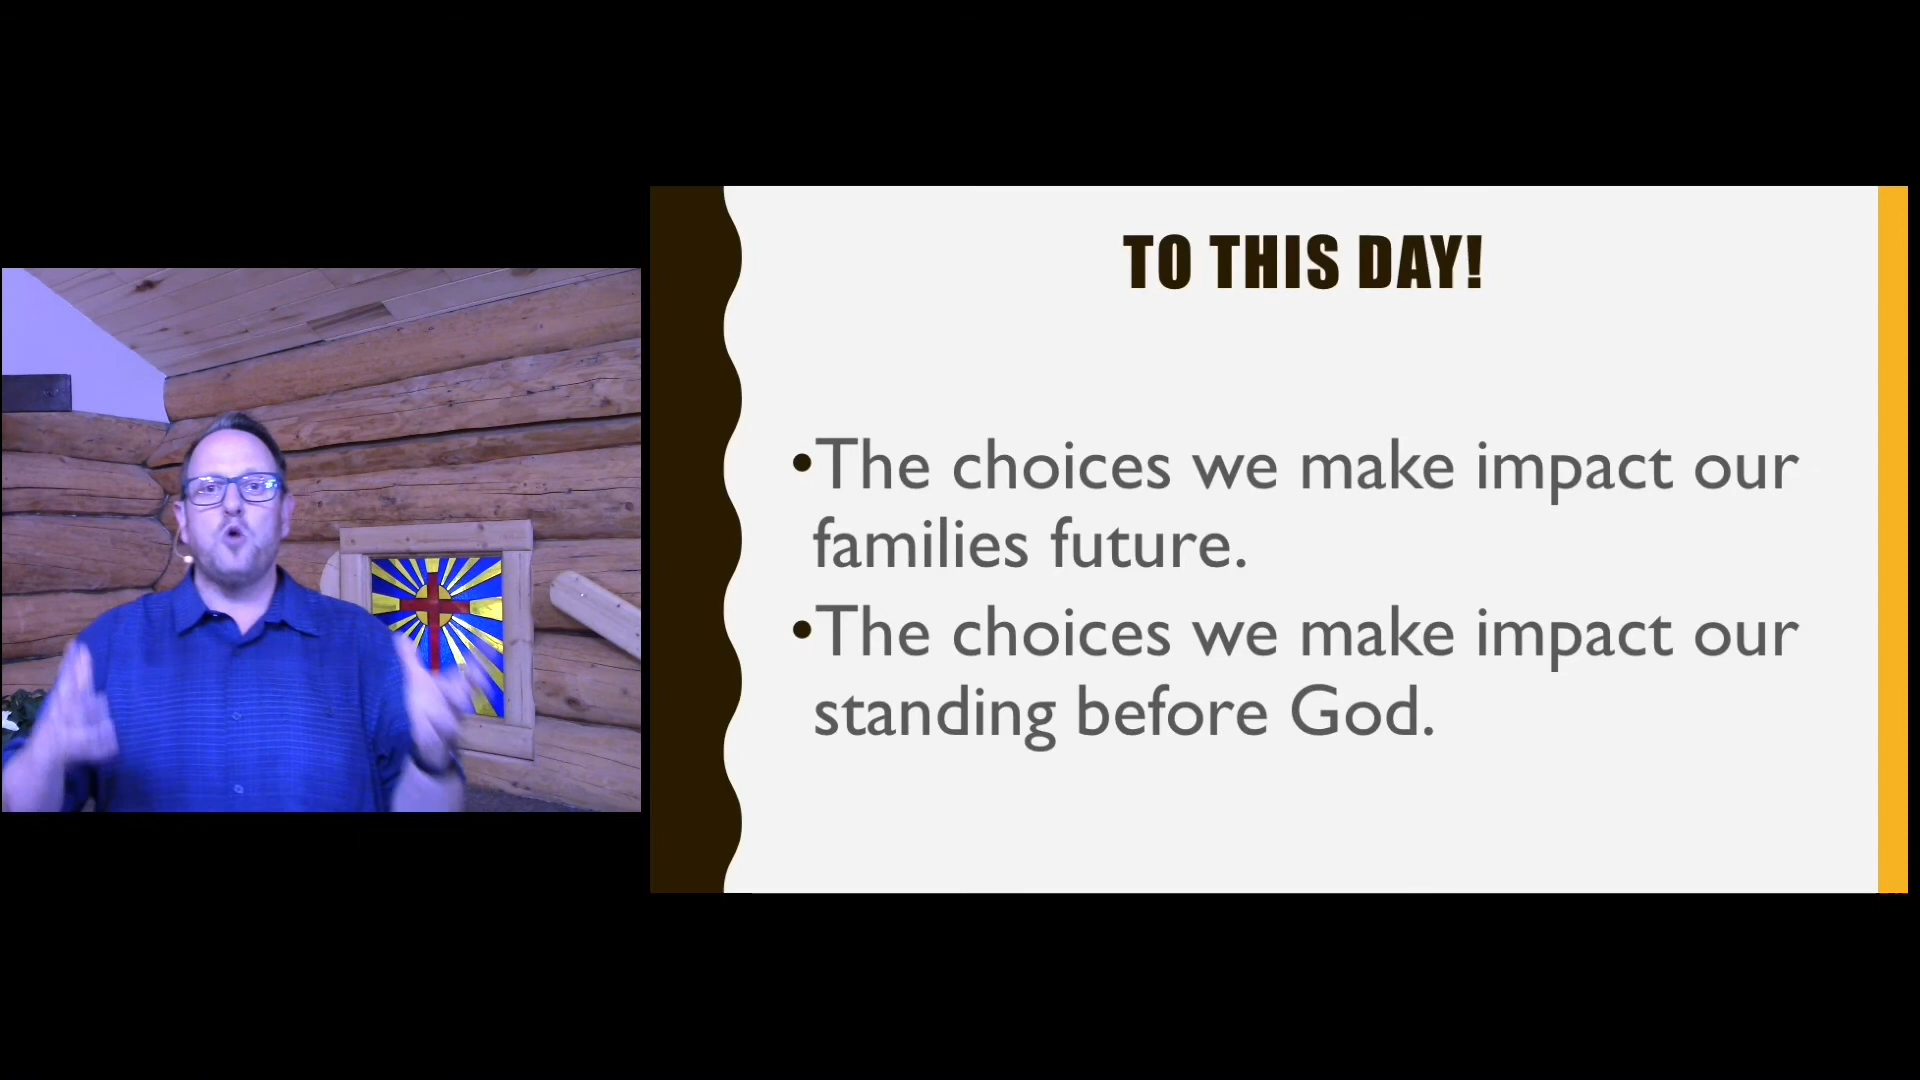 TO THIS DAY!
•The choices we make impact our
families future.
•The choices we make impact our
standing before God.